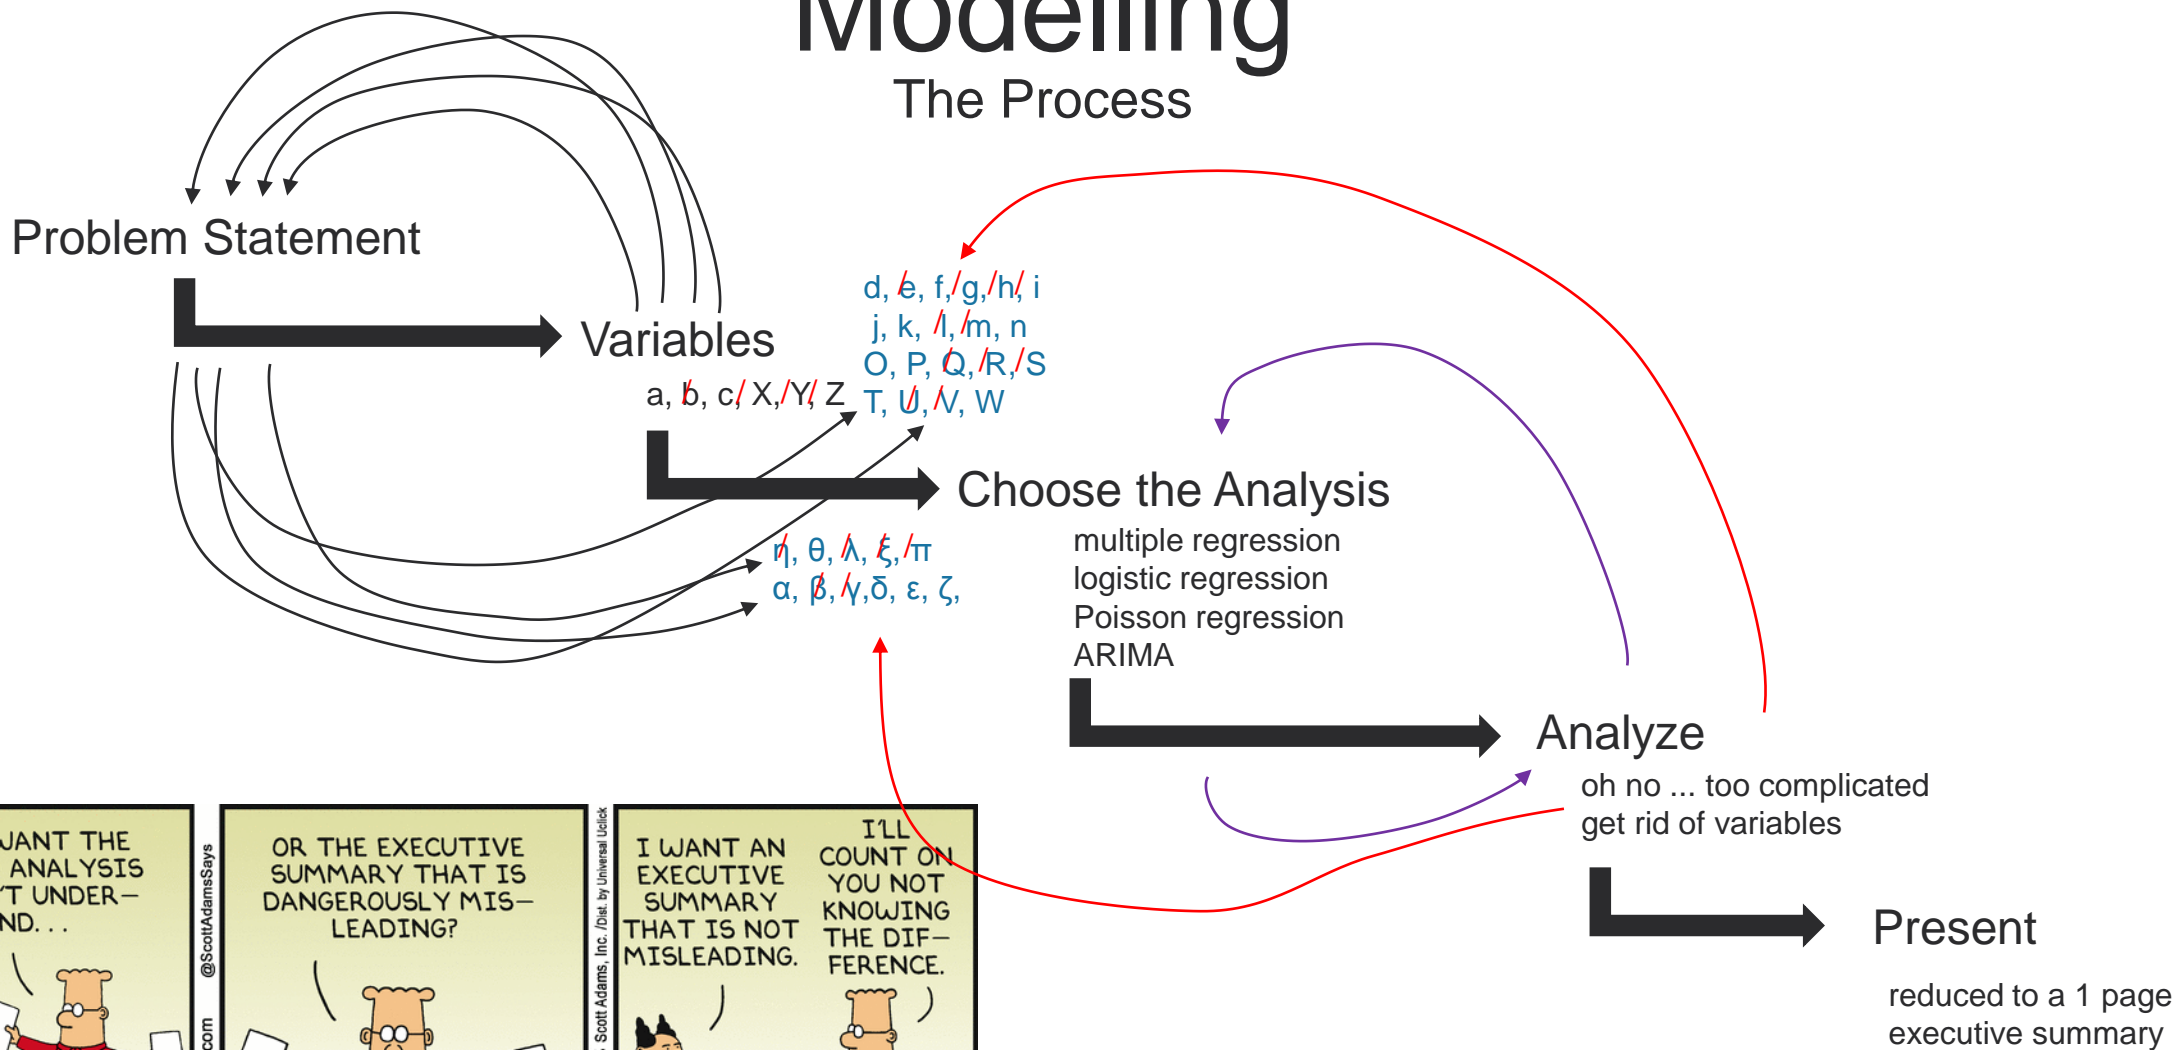 Modelling
The Process
Problem Statement
Variables
a, b, c, X, Y, Z
d, e, f, g, h, i
j, k, l, m, n
O, P, Q, R, S
T, U, V, W
η, θ, λ, ξ, π
α, β, γ,δ, ε, ζ,
Choose the Analysis
multiple regression
logistic regression
Poisson regression
ARIMA
Analyze
oh no ... too complicated
get rid of variables
Present
reduced to a 1 page
executive summary
WANT THE
ANALYSIS
'T UNDER—
ND. . .
@ScottAdamsSays
com
OR THE EXECUTIVE
SUMMARY THAT IS
DANGEROUSLY MIS—
LEADING?
Scott Adams, Inc. /Dist. by Universal Uclick
I WANT AN
EXECUTIVE
SUMMARY
THAT IS NOT
MISLEADING.
I'LL
COUNT ON
YOU NOT
KNOWING
THE DIF—
FERENCE.